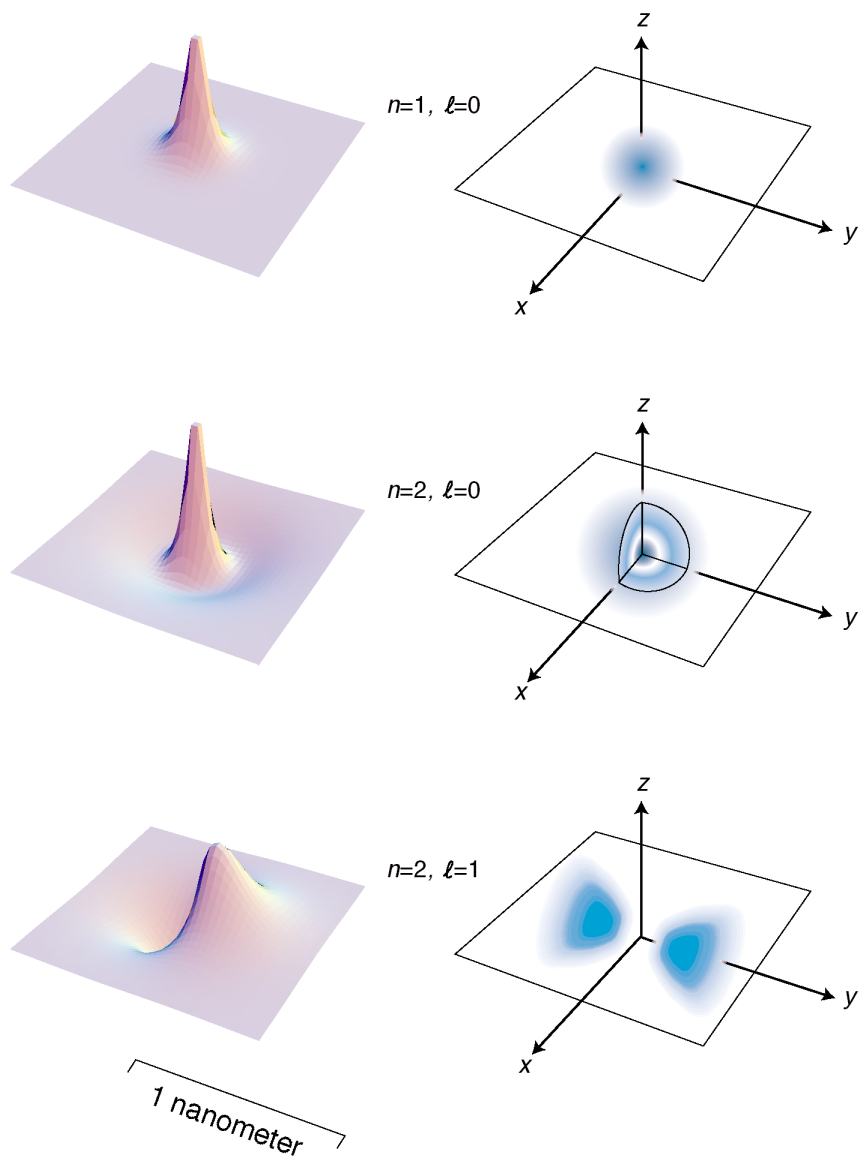 z
n=1, ℓ=0
y
x
z
n=2, ℓ=0
y
x
z
n=2, ℓ=1
y
x
1 nanometer